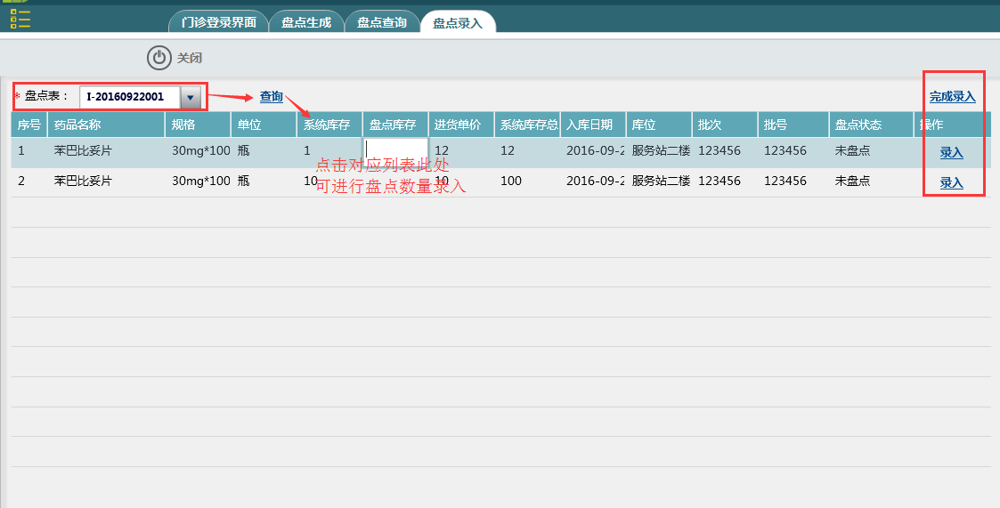 门诊登录界面 盘点生成 盘点查询 盘点录入
关闭
* 盘点表： I-20160922001 查询 完成录入
序号 药品名称 规格 单位 系统库存 盘点库存 进货单价 系统库存总 入库日期 库位 批次 批号 盘点状态 操作
1 苯巴比妥片 30mg*100 瓶 1 12 12 2016-09-2 服务站二楼 123456 123456 未盘点 录入
点击对应列表此处
2 苯巴比妥片 30mg*100 瓶 10 10 100 2016-09-2 服务站二楼 123456 123456 未盘点 录入
可进行盘点数量录入